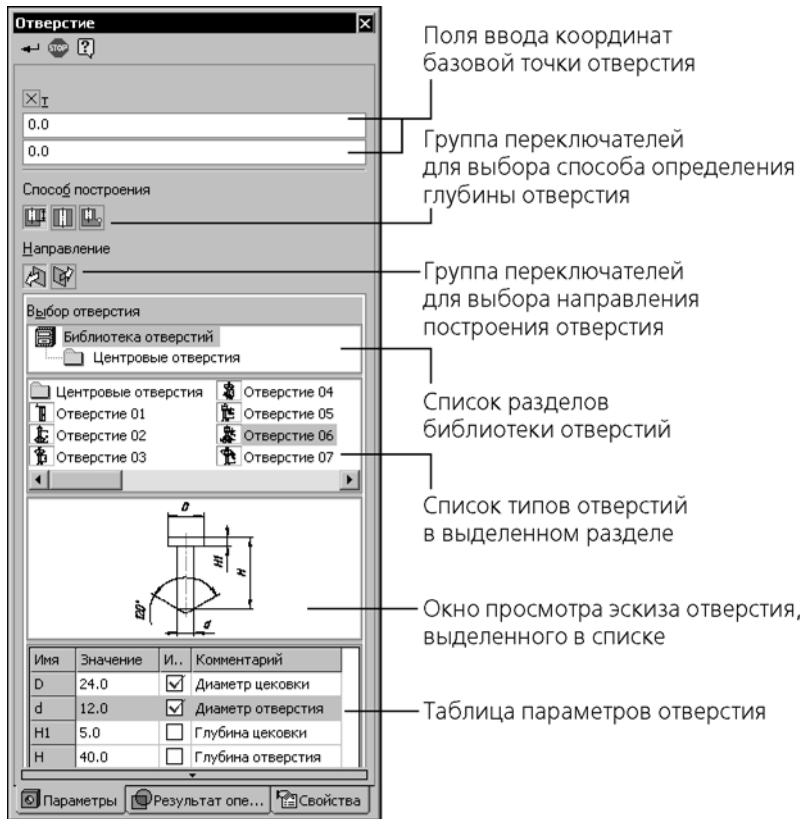 Отверстие
STOP
т
0.0
0.0
Способ построения
Направление
Выбор отверстия
Библиотека отверстий
Центровые отверстия
Центровые отверстия
Отверстие 04
Отверстие 01
Отверстие 05
Отверстие 02
Отверстие 06
Отверстие 03
Отверстие 07
D
H1
H
120°
d
Имя Значение И.. Комментарий
D 24.0 Диаметр цековки
d 12.0 Диаметр отверстия
H1 5.0 Глубина цековки
H 40.0 Глубина отверстия
Параметры Результат опе... Свойства
Поля ввода координат
базовой точки отверстия
Группа переключателей
для выбора способа определения
глубины отверстия
Группа переключателей
для выбора направления
построения отверстия
Список разделов
библиотеки отверстий
Список типов отверстий
в выделенном разделе
Окно просмотра эскиза отверстия,
выделенного в списке
Таблица параметров отверстия